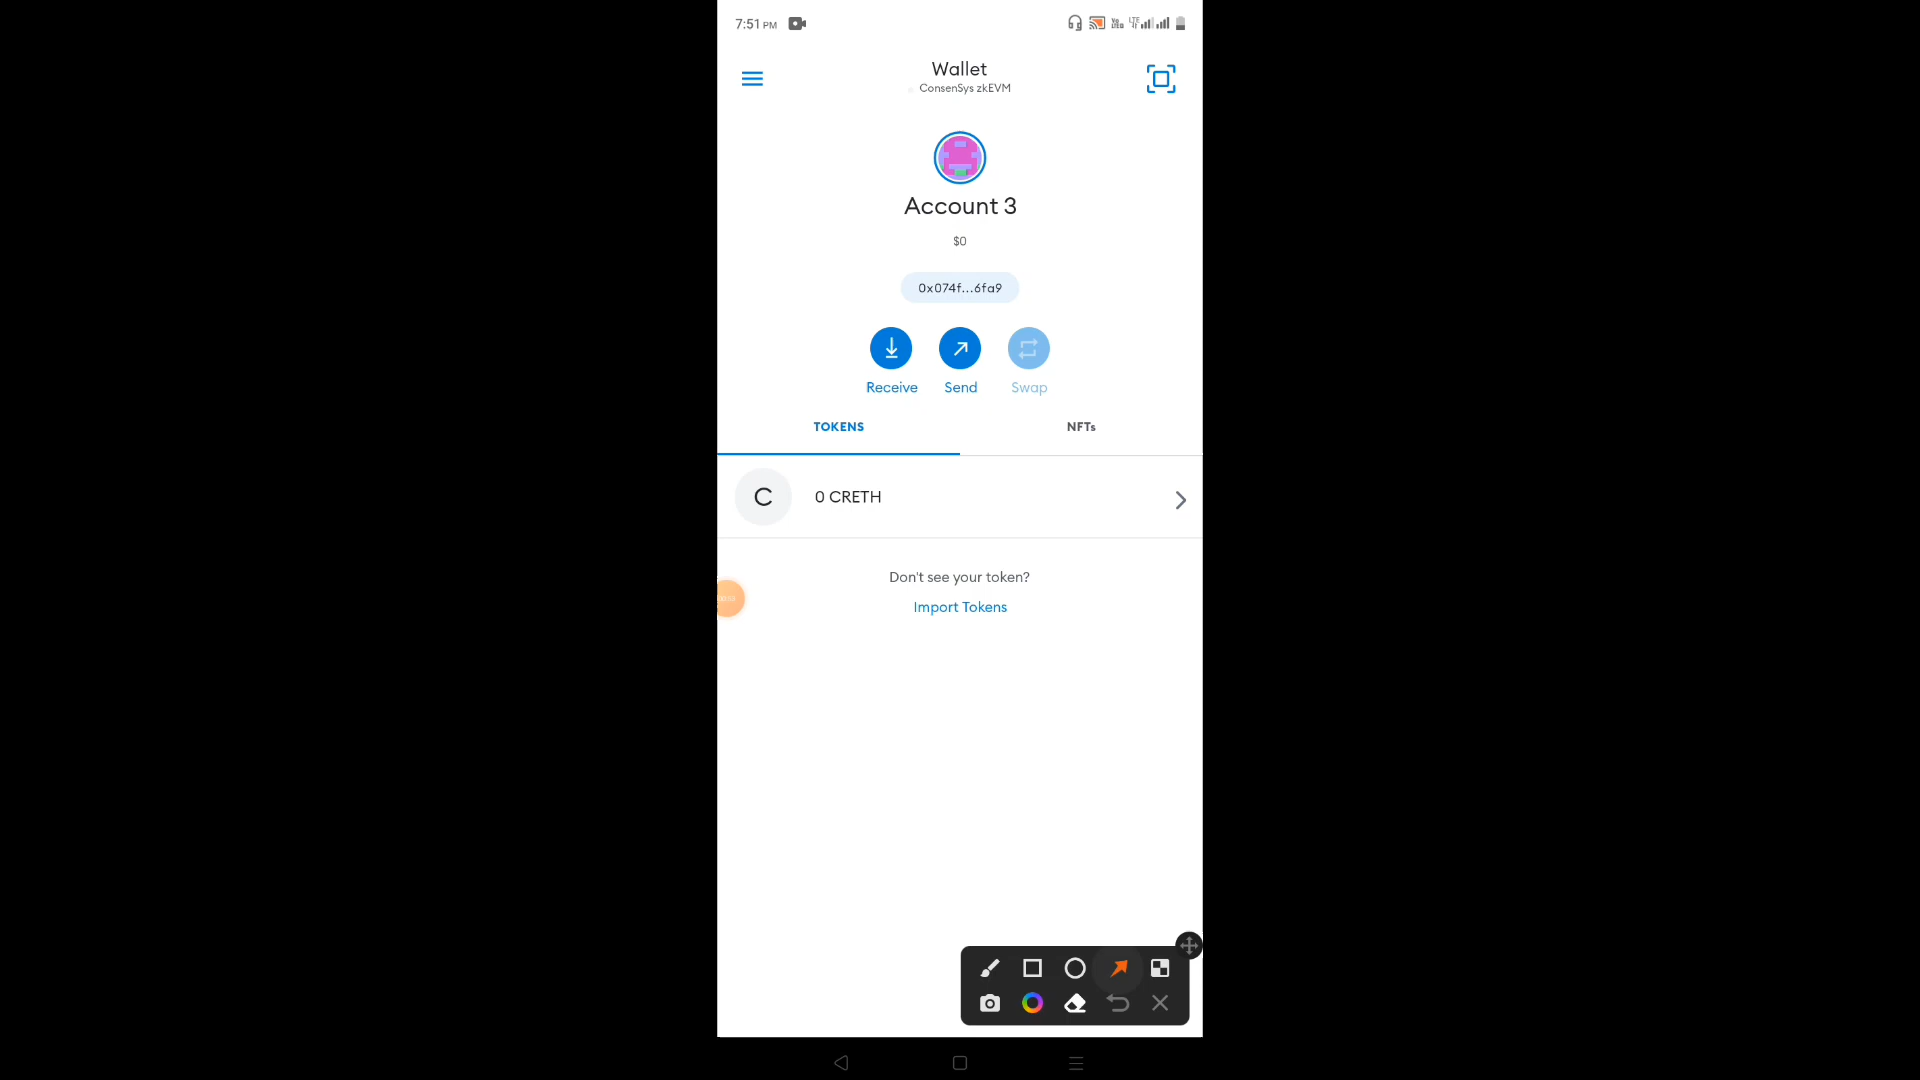 7:51 PM
Wallet
ConsenSys zkEVM
Account 3
$0
0x074f...6fa9
Receive Send Swap
TOKENS NFTs
C 0 CRETH
Don't see your token?
Import Tokens